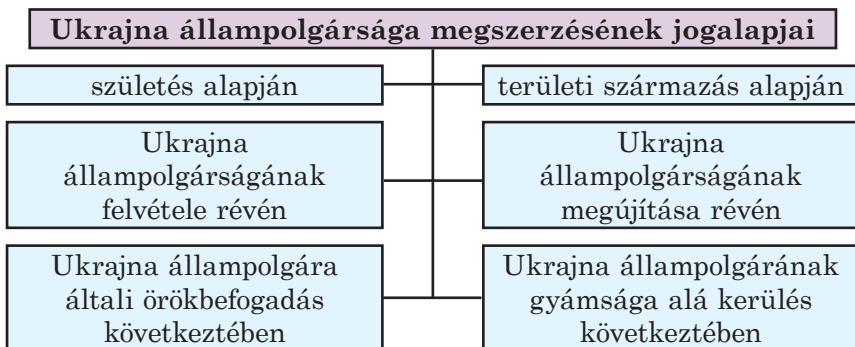 Ukrajna állampolgársága megszerzésének jogalapjai
születés alapján
területi származás alapján
Ukrajna
állampolgárságának
felvétele révén
Ukrajna
állampolgárságának
megújítása révén
Ukrajna állampolgára
általi örökbefogadás
következtében
Ukrajna állampolgárának
gyámsága alá kerülés
következtében